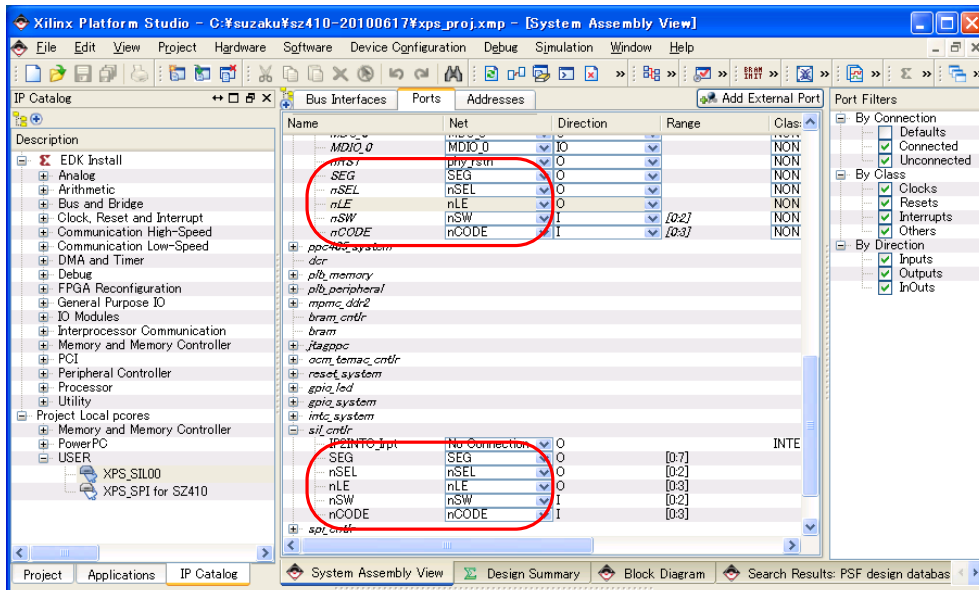 Xilinx Platform Studio - C:¥suzaku¥sz410-20100617¥xps_proj.xmp - [System Assembly View]
File Edit View Project Hardware Software Device Configuration Debug Simulation Window Help
IP Catalog
Description
EDK Install
Analog
Arithmetic
Bus and Bridge
Clock, Reset and Interrupt
Communication High-Speed
Communication Low-Speed
DMA and Timer
Debug
FPGA Reconfiguration
General Purpose IO
IO Modules
Interprocessor Communication
Memory and Memory Controller
PCI
Peripheral Controller
Processor
Utility
Project Local pcores
Memory and Memory Controller
PowerPC
USER
XPS_SIL00
XPS_SPI for SZ410
Project Applications IP Catalog
Bus Interfaces Ports Addresses Add External Port
Name Net Direction Range Clas
MDIO_0 MDIO_0 IO NON
phy_rstn O NON
SEG SEG O NON
nSEL nSEL O NON
nLE nLE O NON
nSW nSW I [0:2] NON
nCODE nCODE I [0:3] NON
ppc405_system
dcr
plb_memory
plb_peripheral
mpmc_ddr2
bram_cntlr
bram
jtagppc
ocm_temac_cntlr
reset_system
gpio_led
gpio_system
intc_system
sil_cntlr
IP2INTC_Irpt No Connection O INTE
SEG SEG O [0:7]
nSEL nSEL O [0:2]
nLE nLE O [0:3]
nSW nSW I [0:2]
nCODE nCODE I [0:3]
spi_cntlr
System Assembly View Design Summary Block Diagram Search Results: PSF design databas
Port Filters
By Connection
Defaults
Connected
Unconnected
By Class
Clocks
Resets
Interrupts
Others
By Direction
Inputs
Outputs
InOuts